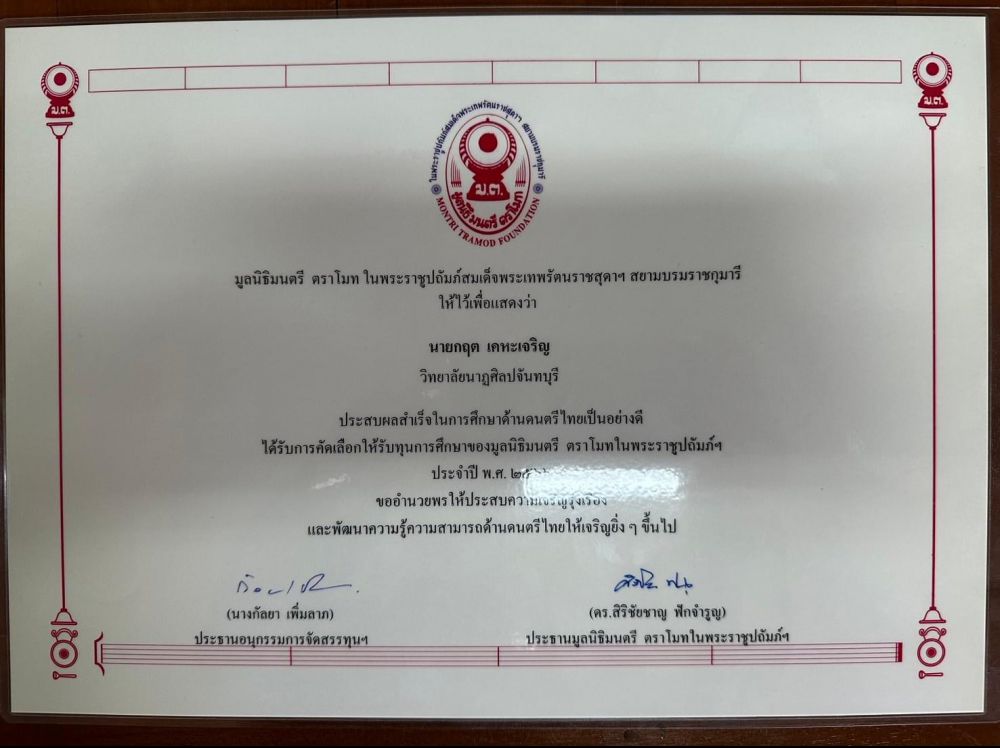 ม.ต.
ม.ต.
ในพระราชูปถัมภ์สมเด็จพระเทพรัตนราชสุดาฯ สยามบรมราชกุมารี
ม.ต.
มูลนิธิมนตรี ตราโมท
MONTRI TRAMOD FOUNDATION
มูลนิธิมนตรี ตราโมท ในพระราชูปถัมภ์สมเด็จพระเทพรัตนราชสุดาฯ สยามบรมราชกุมารี
ให้ไว้เพื่อแสดงว่า
นายกฤต เคหะเจริญ
วิทยาลัยนาฏศิลปจันทบุรี
ประสบผลสำเร็จในการศึกษาด้านดนตรีไทยเป็นอย่างดี
ได้รับการคัดเลือกให้รับทุนการศึกษาของมูลนิธิมนตรี ตราโมทในพระราชูปถัมภ์ฯ
ประจำปี พ.ศ.
ขออำนวยพรให้ประสบความเจริญรุ่งเรือง
และพัฒนาความรู้ความสามารถด้านดนตรีไทยให้เจริญยิ่ง ๆ ขึ้นไป
(นางกัลยา เพิ่มลาภ)
(ดร.สิริชัยชาญ ฟักจำรูญ)
ประธานอนุกรรมการจัดสรรทุนฯ
ประธานมูลนิธิมนตรี ตราโมทในพระราชูปถัมภ์ฯ